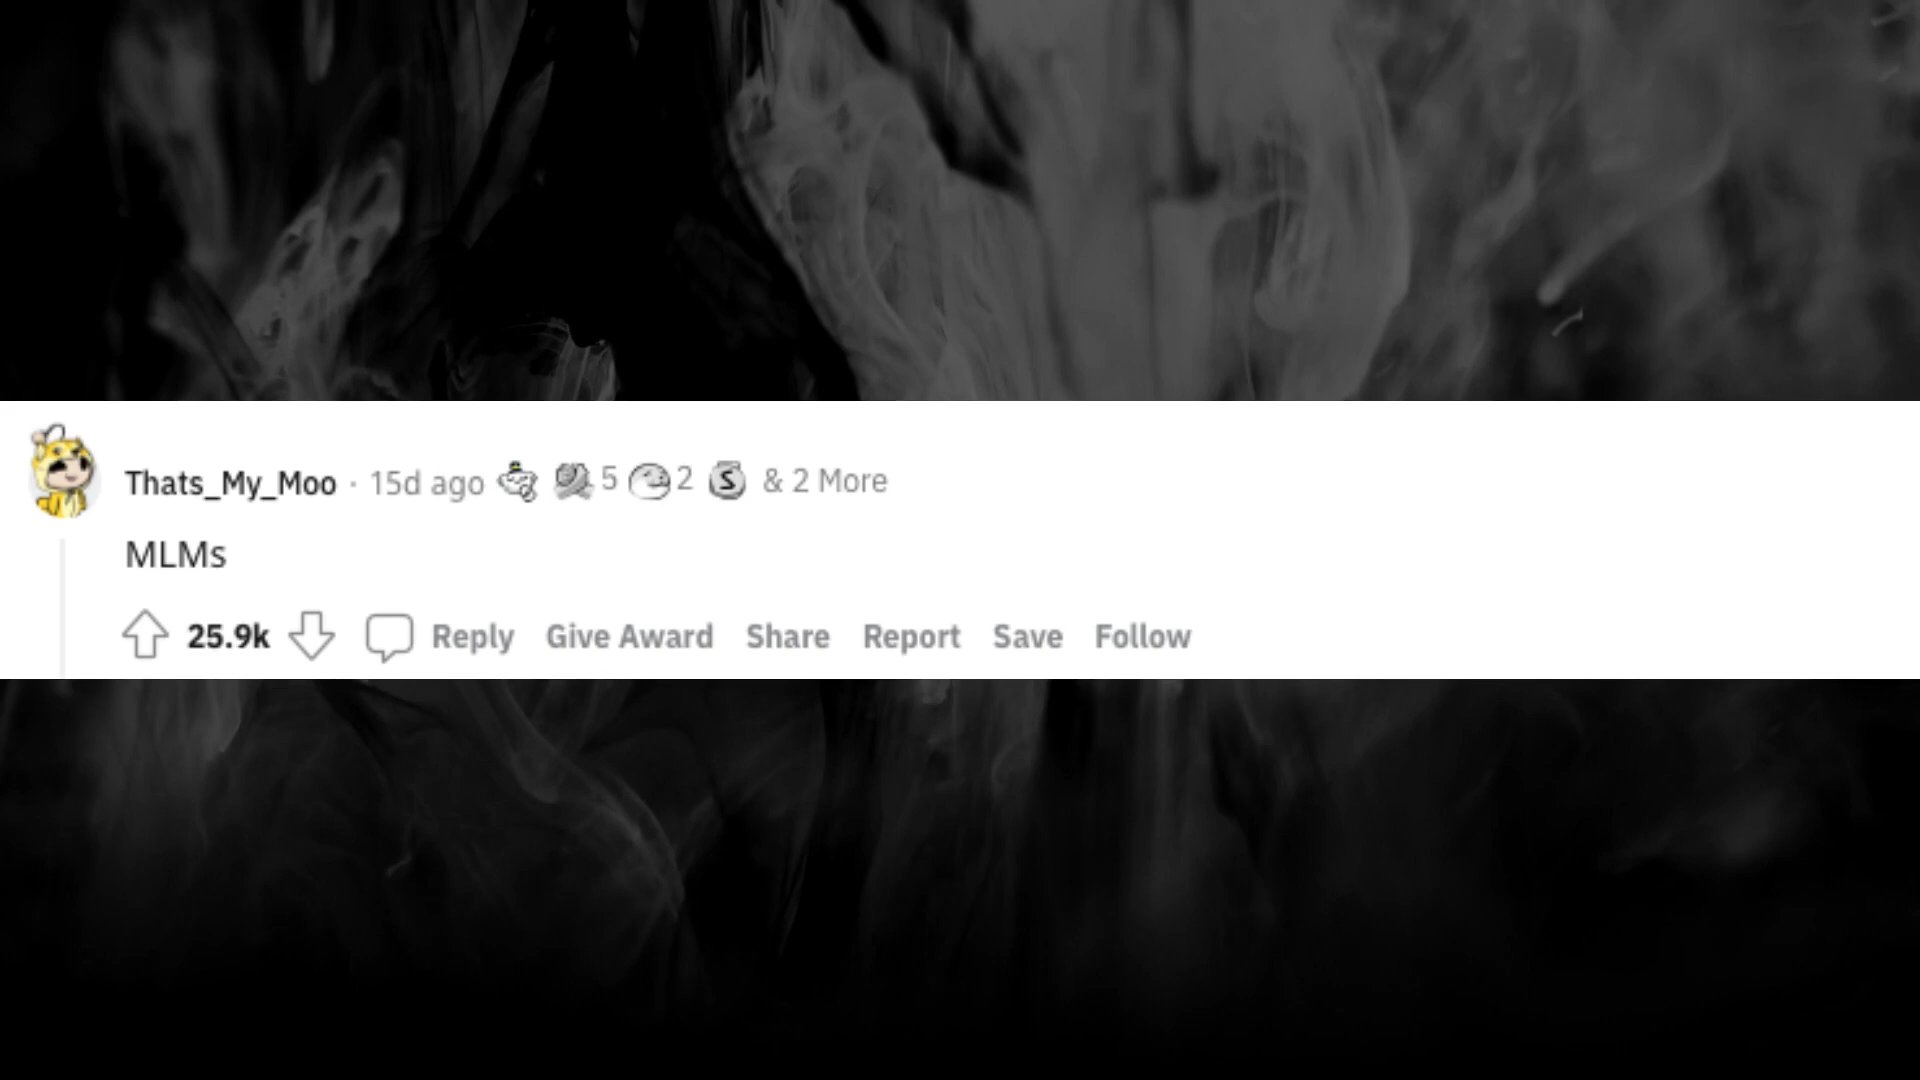 Thats_My_Moo · 15d ago 5 2 S & 2 More
MLMs
25.9k Reply Give Award Share Report Save Follow